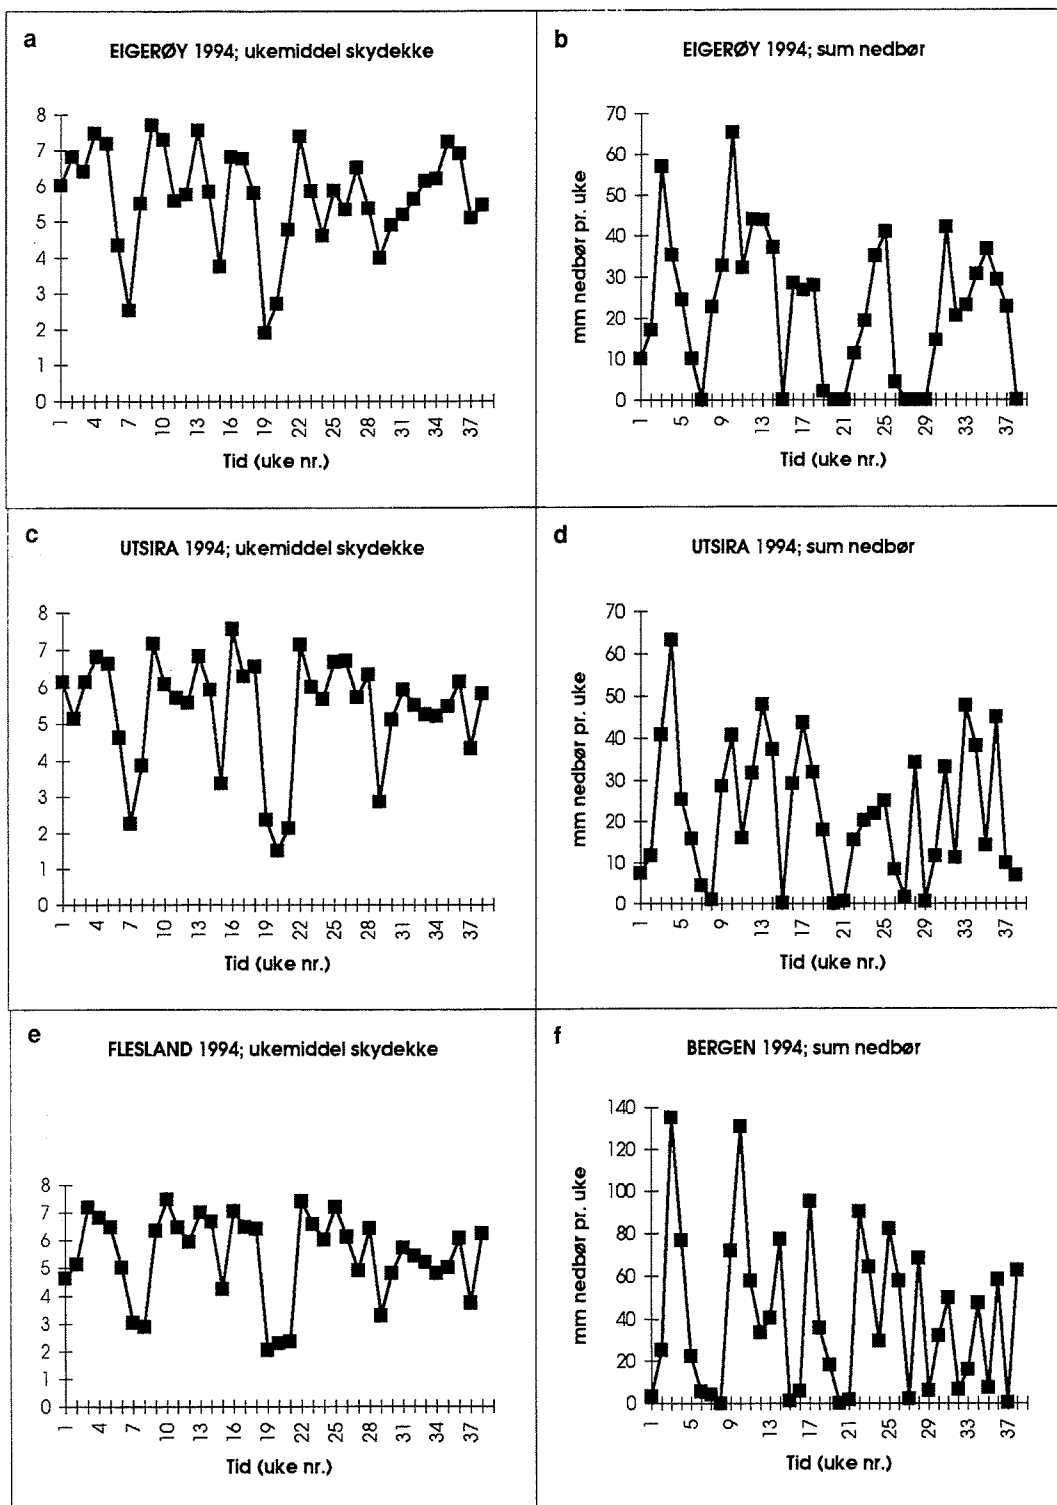 a
EIGERØY 1994; ukemiddel skydekke
8
7
6
5
4
3
2
1
0
1 4 7 10 13 16 19 22 25 28 31 34 37
Tid (uke nr.)
b
EIGERØY 1994; sum nedbør
mm nedbør pr. uke
70
60
50
40
30
20
10
0
1 5 9 13 17 21 25 29 33 37
Tid (uke nr.)
c
UTSIRA 1994; ukemiddel skydekke
8
7
6
5
4
3
2
1
0
1 4 7 10 13 16 19 22 25 28 31 34 37
Tid (uke nr.)
d
UTSIRA 1994; sum nedbør
mm nedbør pr. uke
70
60
50
40
30
20
10
0
1 5 9 13 17 21 25 29 33 37
Tid (uke nr.)
e
FLESLAND 1994; ukemiddel skydekke
8
7
6
5
4
3
2
1
0
1 4 7 10 13 16 19 22 25 28 31 34 37
Tid (uke nr.)
f
BERGEN 1994; sum nedbør
mm nedbør pr. uke
140
120
100
80
60
40
20
0
1 5 9 13 17 21 25 29 33 37
Tid (uke nr.)